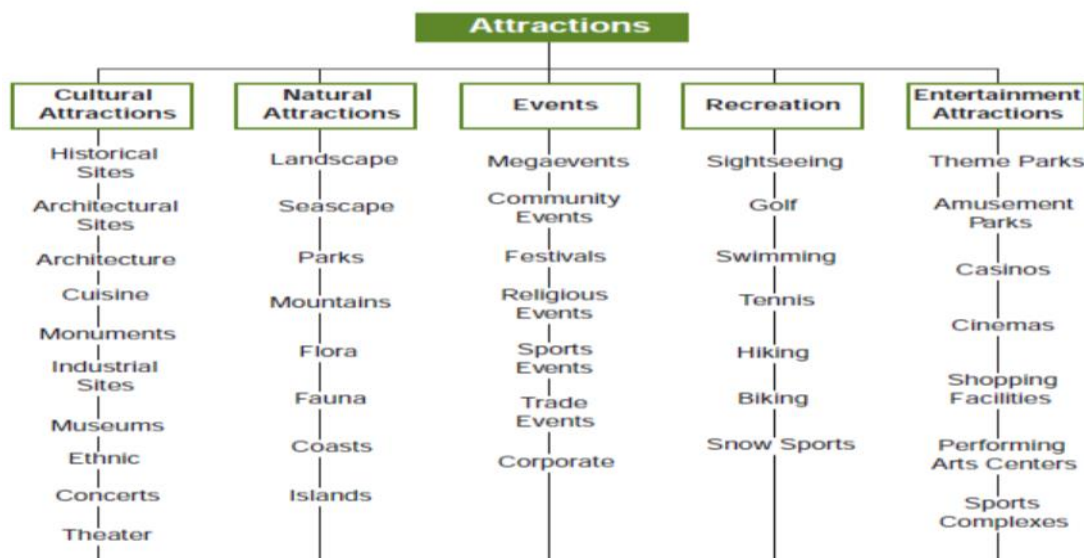 Attractions
Cultural
Attractions
Historical
Sites
Architectural
Sites
Architecture
Cuisine
Monuments
Industrial
Sites
Museums
Ethnic
Concerts
Theater
Natural
Attractions
Landscape
Seascape
Parks
Mountains
Flora
Fauna
Coasts
Islands
Events
Megaevents
Community
Events
Festivals
Religious
Events
Sports
Events
Trade
Events
Corporate
Recreation
Sightseeing
Golf
Swimming
Tennis
Hiking
Biking
Snow Sports
Entertainment
Attractions
Theme Parks
Amusement
Parks
Casinos
Cinemas
Shopping
Facilities
Performing
Arts Centers
Sports
Complexes